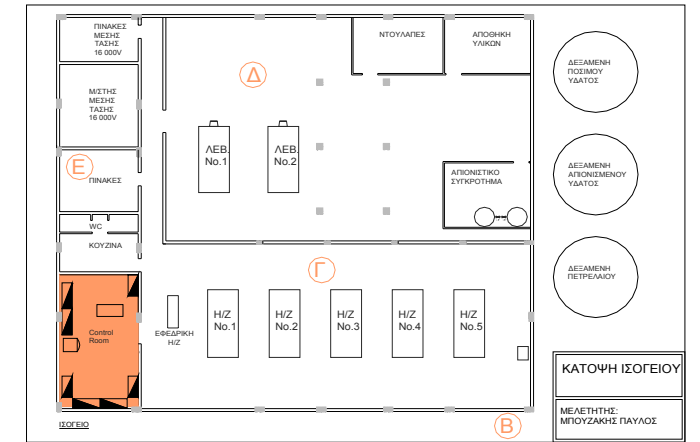 ΠΙΝΑΚΕΣ
ΜΕΣΗΣ
ΤΑΣΗΣ
16 000V
ΝΤΟΥΛΑΠΕΣ
ΑΠΟΘΗΚΗ
ΥΛΙΚΩΝ
ΔΕΞΑΜΕΝΗ
ΠΟΣΙΜΟΥ
ΥΔΑΤΟΣ
Δ
Μ/ΣΤΗΣ
ΜΕΣΗΣ
ΤΑΣΗΣ
16 000V
ΛΕΒ.
No.1
ΛΕΒ.
No.2
Ε
ΠΙΝΑΚΕΣ
ΑΠΙΟΝΙΣΤΙΚΟ
ΣΥΓΚΡΟΤΗΜΑ
ΔΕΞΑΜΕΝΗ
ΑΠΙΟΝΙΣΜΕΝΟΥ
ΥΔΑΤΟΣ
WC
ΚΟΥΖΙΝΑ
Γ
ΔΕΞΑΜΕΝΗ
ΠΕΤΡΕΛΑΙΟΥ
Control
Room
ΕΦΕΔΡΙΚΗ
Η/Ζ
Η/Ζ
No.1
Η/Ζ
No.2
Η/Ζ
No.3
Η/Ζ
No.4
Η/Ζ
No.5
ΚΑΤΟΨΗ ΙΣΟΓΕΙΟΥ
ΜΕΛΕΤΗΤΗΣ:
ΜΠΟΥΖΑΚΗΣ ΠΑΥΛΟΣ
ΙΣΟΓΕΙΟ
Β